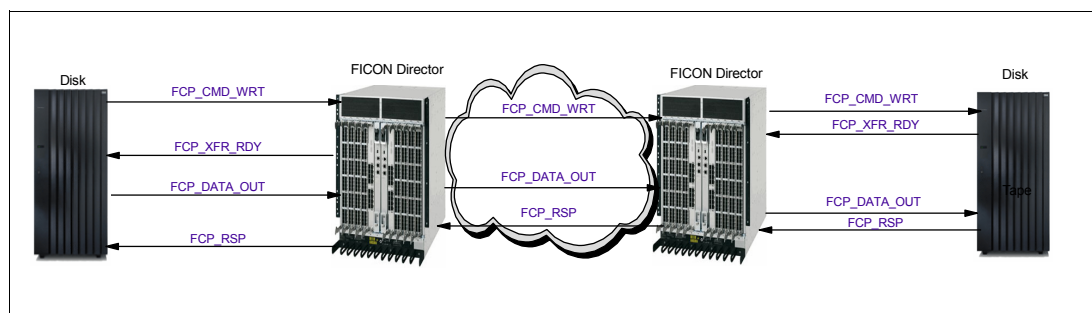 Disk
FICON Director
FICON Director
Disk
FCP_CMD_WRT
FCP_XFR_RDY
FCP_DATA_OUT
FCP_RSP
FCP_CMD_WRT
FCP_DATA_OUT
FCP_RSP
FCP_CMD_WRT
FCP_XFR_RDY
Tape
FCP_DATA_OUT
FCP_RSP